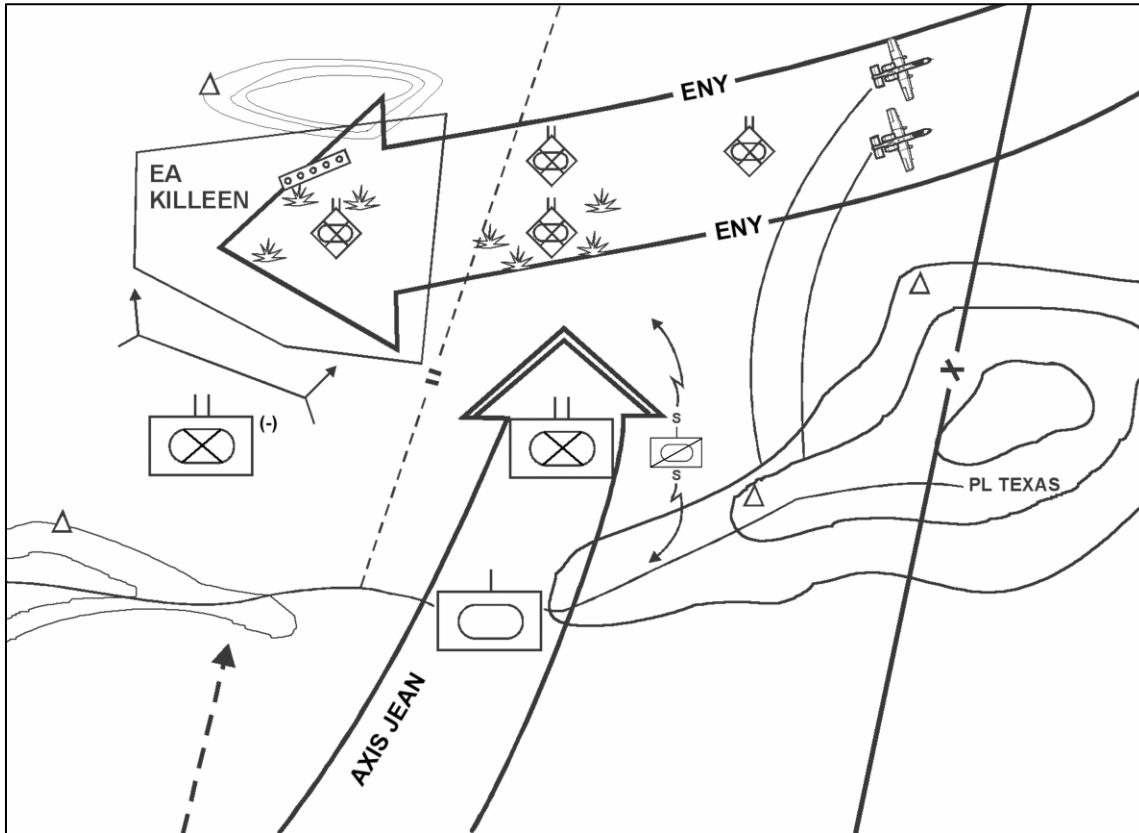 ENY
EA
KILLEEN
ENY
(-)
S
S
PL TEXAS
AXIS JEAN